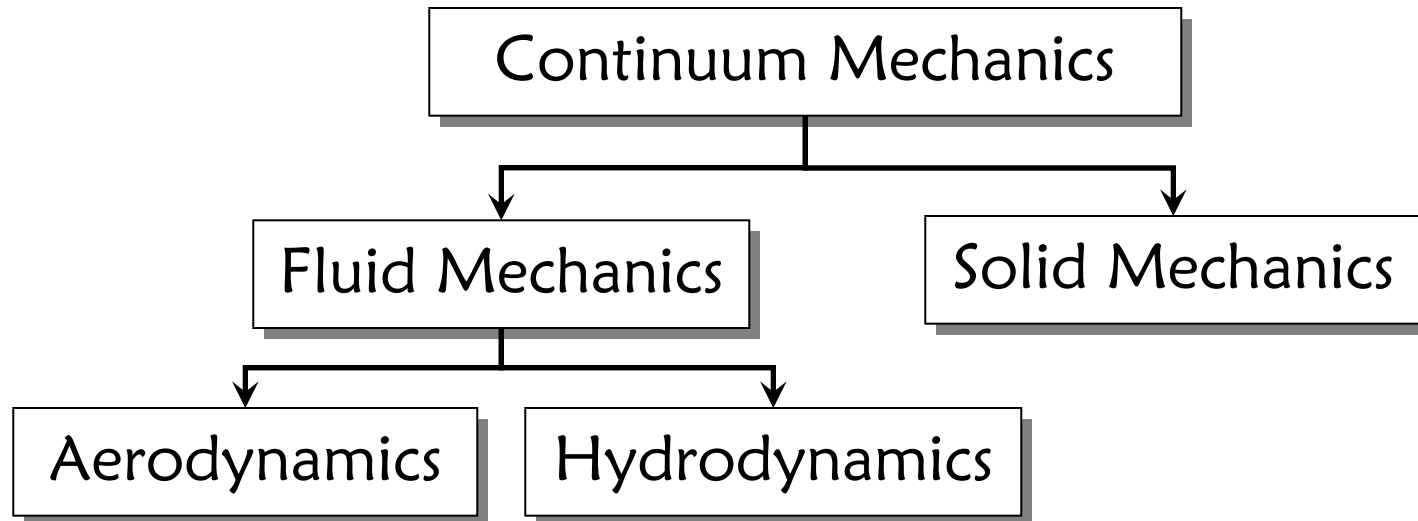 Continuum Mechanics
Fluid Mechanics
Solid Mechanics
Aerodynamics
Hydrodynamics